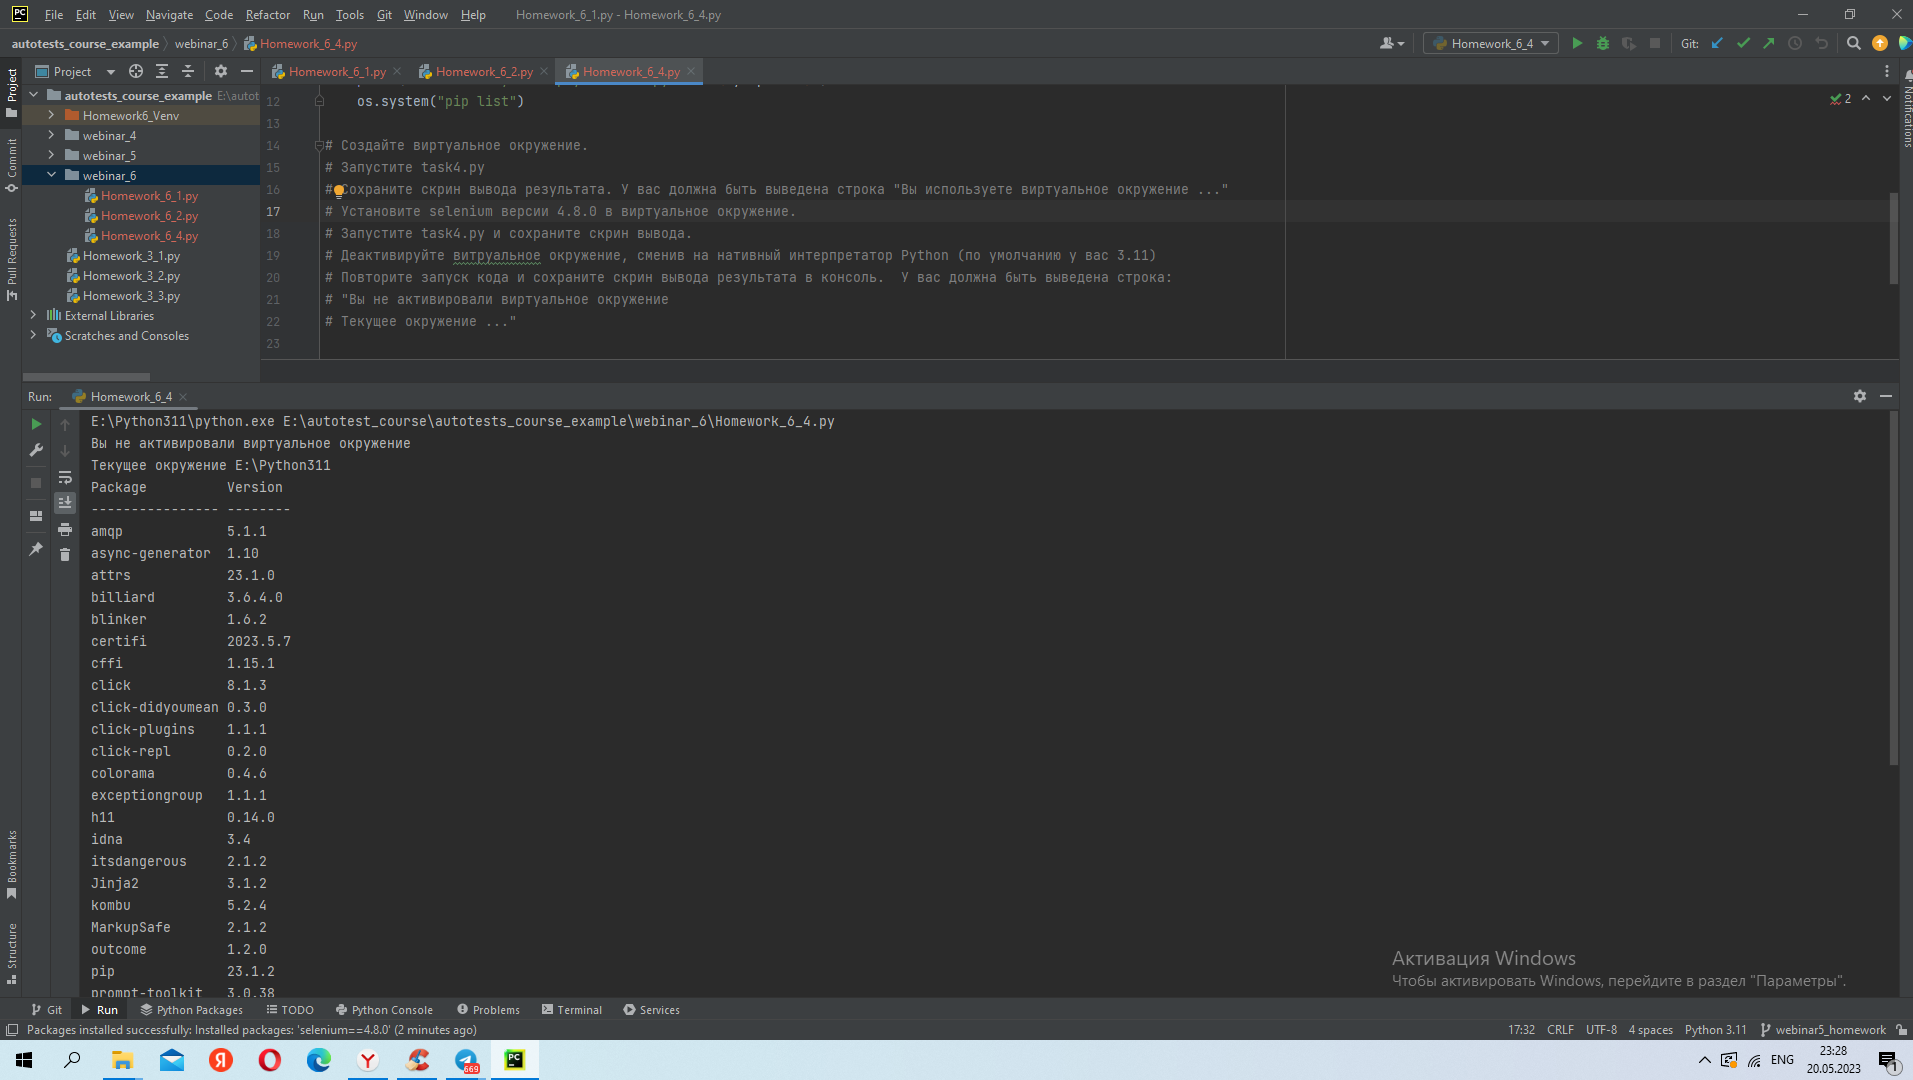 PC File Edit View Navigate Code Refactor Run Tools Git Window Help Homework_6_1.py - Homework_6_4.py
autotests_course_example webinar_6 Homework_6_4.py Homework_6_4 Git:
Project Homework_6_1.py Homework_6_2.py Homework_6_4.py
Project
Commit
Pull Requests
Bookmarks
Structure
Notifications
autotests_course_example E:\autot
Homework6_Venv
webinar_4
webinar_5
webinar_6
Homework_6_1.py
Homework_6_2.py
Homework_6_4.py
Homework_3_1.py
Homework_3_2.py
Homework_3_3.py
External Libraries
Scratches and Consoles
12 os.system("pip list") 2
13
14 # Создайте виртуальное окружение.
15 # Запустите task4.py
16 # Сохраните скрин вывода результата. У вас должна быть выведена строка "Вы используете виртуальное окружение ..."
17 # Установите selenium версии 4.8.0 в виртуальное окружение.
18 # Запустите task4.py и сохраните скрин вывода.
19 # Деактивируйте витруальное окружение, сменив на нативный интерпретатор Python (по умолчанию у вас 3.11)
20 # Повторите запуск кода и сохраните скрин вывода результата в консоль.  У вас должна быть выведена строка:
21 # "Вы не активировали виртуальное окружение
22 # Текущее окружение ..."
23
Run: Homework_6_4
E:\Python311\python.exe E:\autotest_course\autotests_course_example\webinar_6\Homework_6_4.py
Вы не активировали виртуальное окружение
Текущее окружение E:\Python311
Package Version
---------------- --------
amqp 5.1.1
async-generator 1.10
attrs 23.1.0
billiard 3.6.4.0
blinker 1.6.2
certifi 2023.5.7
cffi 1.15.1
click 8.1.3
click-didyoumean 0.3.0
click-plugins 1.1.1
click-repl 0.2.0
colorama 0.4.6
exceptiongroup 1.1.1
h11 0.14.0
idna 3.4
itsdangerous 2.1.2
Jinja2 3.1.2
kombu 5.2.4
MarkupSafe 2.1.2
outcome 1.2.0
pip 23.1.2
prompt-toolkit 3.0.38
Активация Windows
Чтобы активировать Windows, перейдите в раздел "Параметры".
Git Run Python Packages TODO Python Console Problems Terminal Services
Packages installed successfully: Installed packages: 'selenium==4.8.0' (2 minutes ago) 17:32 CRLF UTF-8 4 spaces Python 3.11 webinar5_homework
Я Y 669 PC ENG 23:28
20.05.2023 1